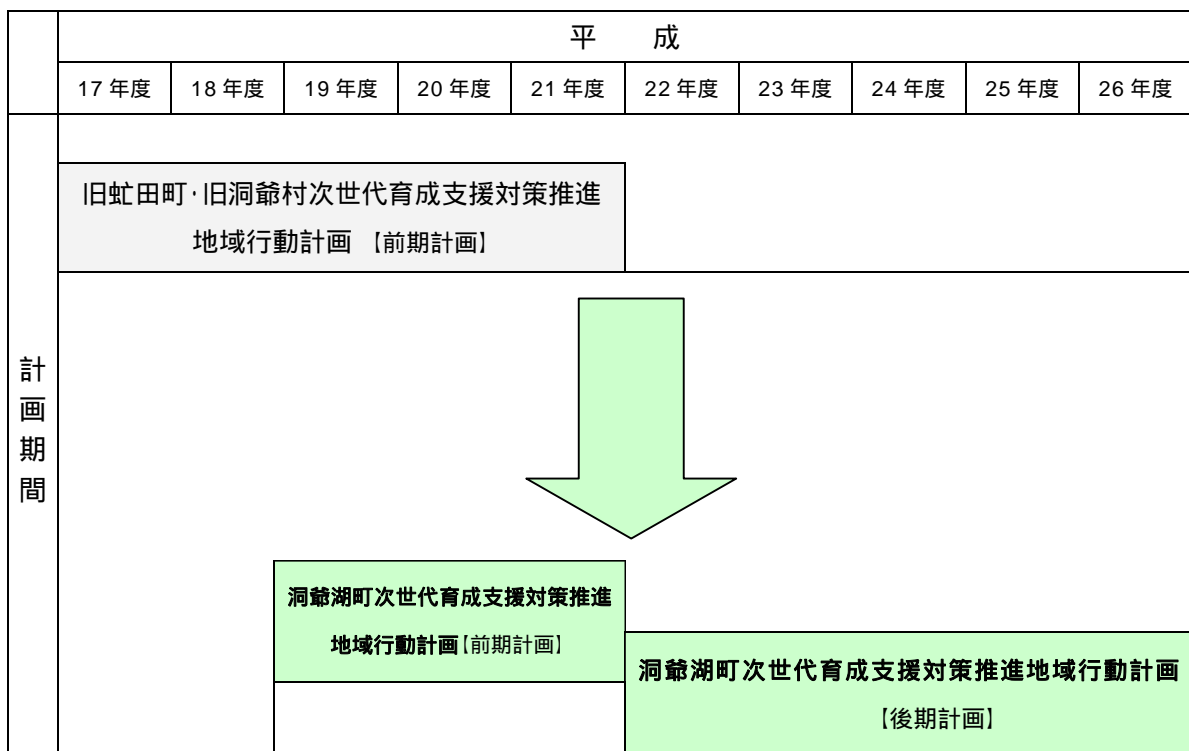 平　成
17年度 18年度 19年度 20年度 21年度 22年度 23年度 24年度 25年度 26年度
計画期間
旧虻田町・旧洞爺村次世代育成支援対策推進
地域行動計画 【前期計画】
洞爺湖町次世代育成支援対策推進
地域行動計画【前期計画】
洞爺湖町次世代育成支援対策推進地域行動計画
【後期計画】